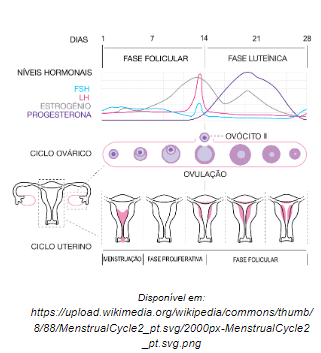 DIAS
1 7 14 21 28
FASE FOLICULAR FASE LUTEÍNICA
NÍVEIS HORMONAIS
FSH
LH
ESTROGÉNIO
PROGESTERONA
OVÓCITO II
CICLO OVÁRICO
OVULAÇÃO
CICLO UTERINO
MENSTRUAÇÃO FASE PROLIFERATIVA FASE FOLICULAR
Disponível em:
https://upload.wikimedia.org/wikipedia/commons/thumb/
8/88/MenstrualCycle2_pt.svg/2000px-MenstrualCycle2
_pt.svg.png